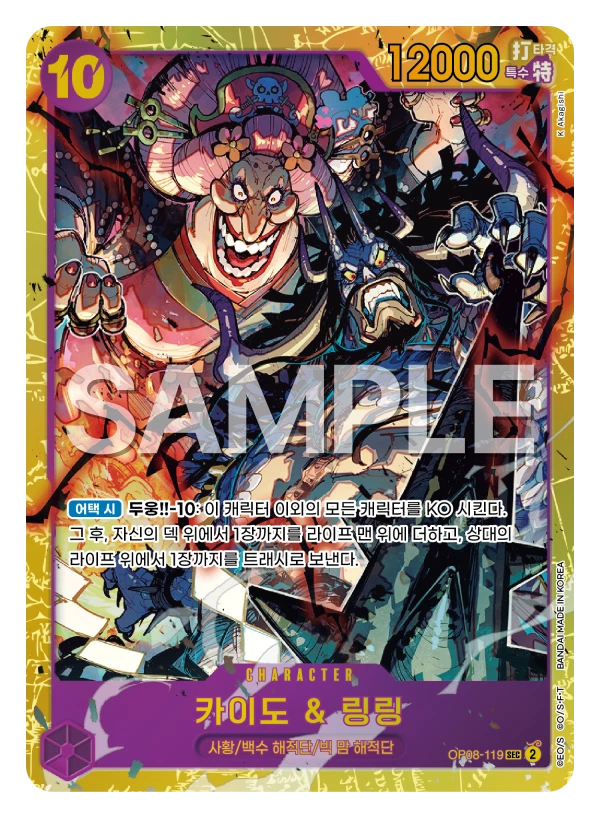 10
12000
打 타격
특수 特
K Akagishi
SAMPLE
어택 시 두웅!!-10: 이 캐릭터 이외의 모든 캐릭터를 KO 시킨다.
그 후, 자신의 덱 위에서 1장까지를 라이프 맨 위에 더하고, 상대의
라이프 위에서 1장까지를 트래시로 보낸다.
©EO/S ©O/S·F·T BANDAI MADE IN KOREA
CHARACTER
카이도 & 링링
사황/백수 해적단/빅 맘 해적단
OP08-119 SEC 2